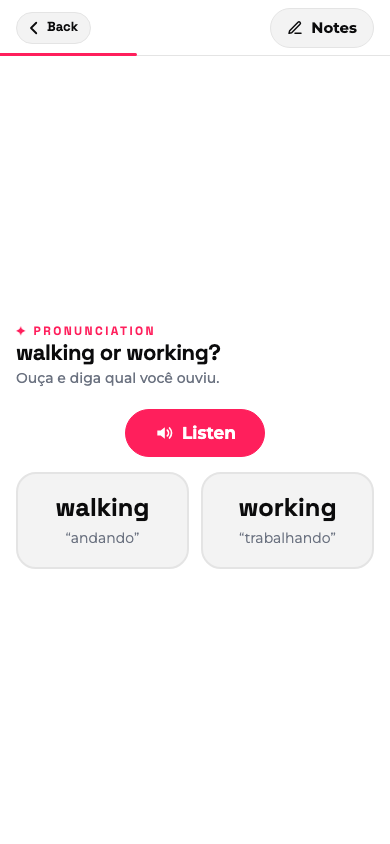 Back
Notes
PRONUNCIATION
walking or working?
Ouça e diga qual você ouviu.
Listen
walking
working
“andando”
“trabalhando”